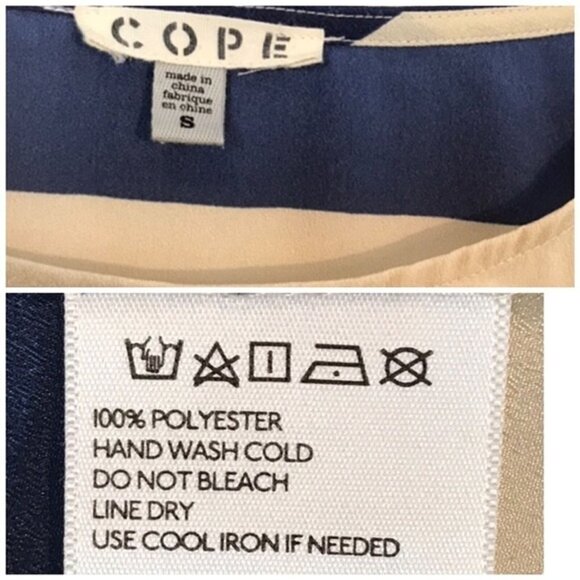 COPE
made in
china
fabriqué
en chine
S
100% POLYESTER
HAND WASH COLD
DO NOT BLEACH
LINE DRY
USE COOL IRON IF NEEDED